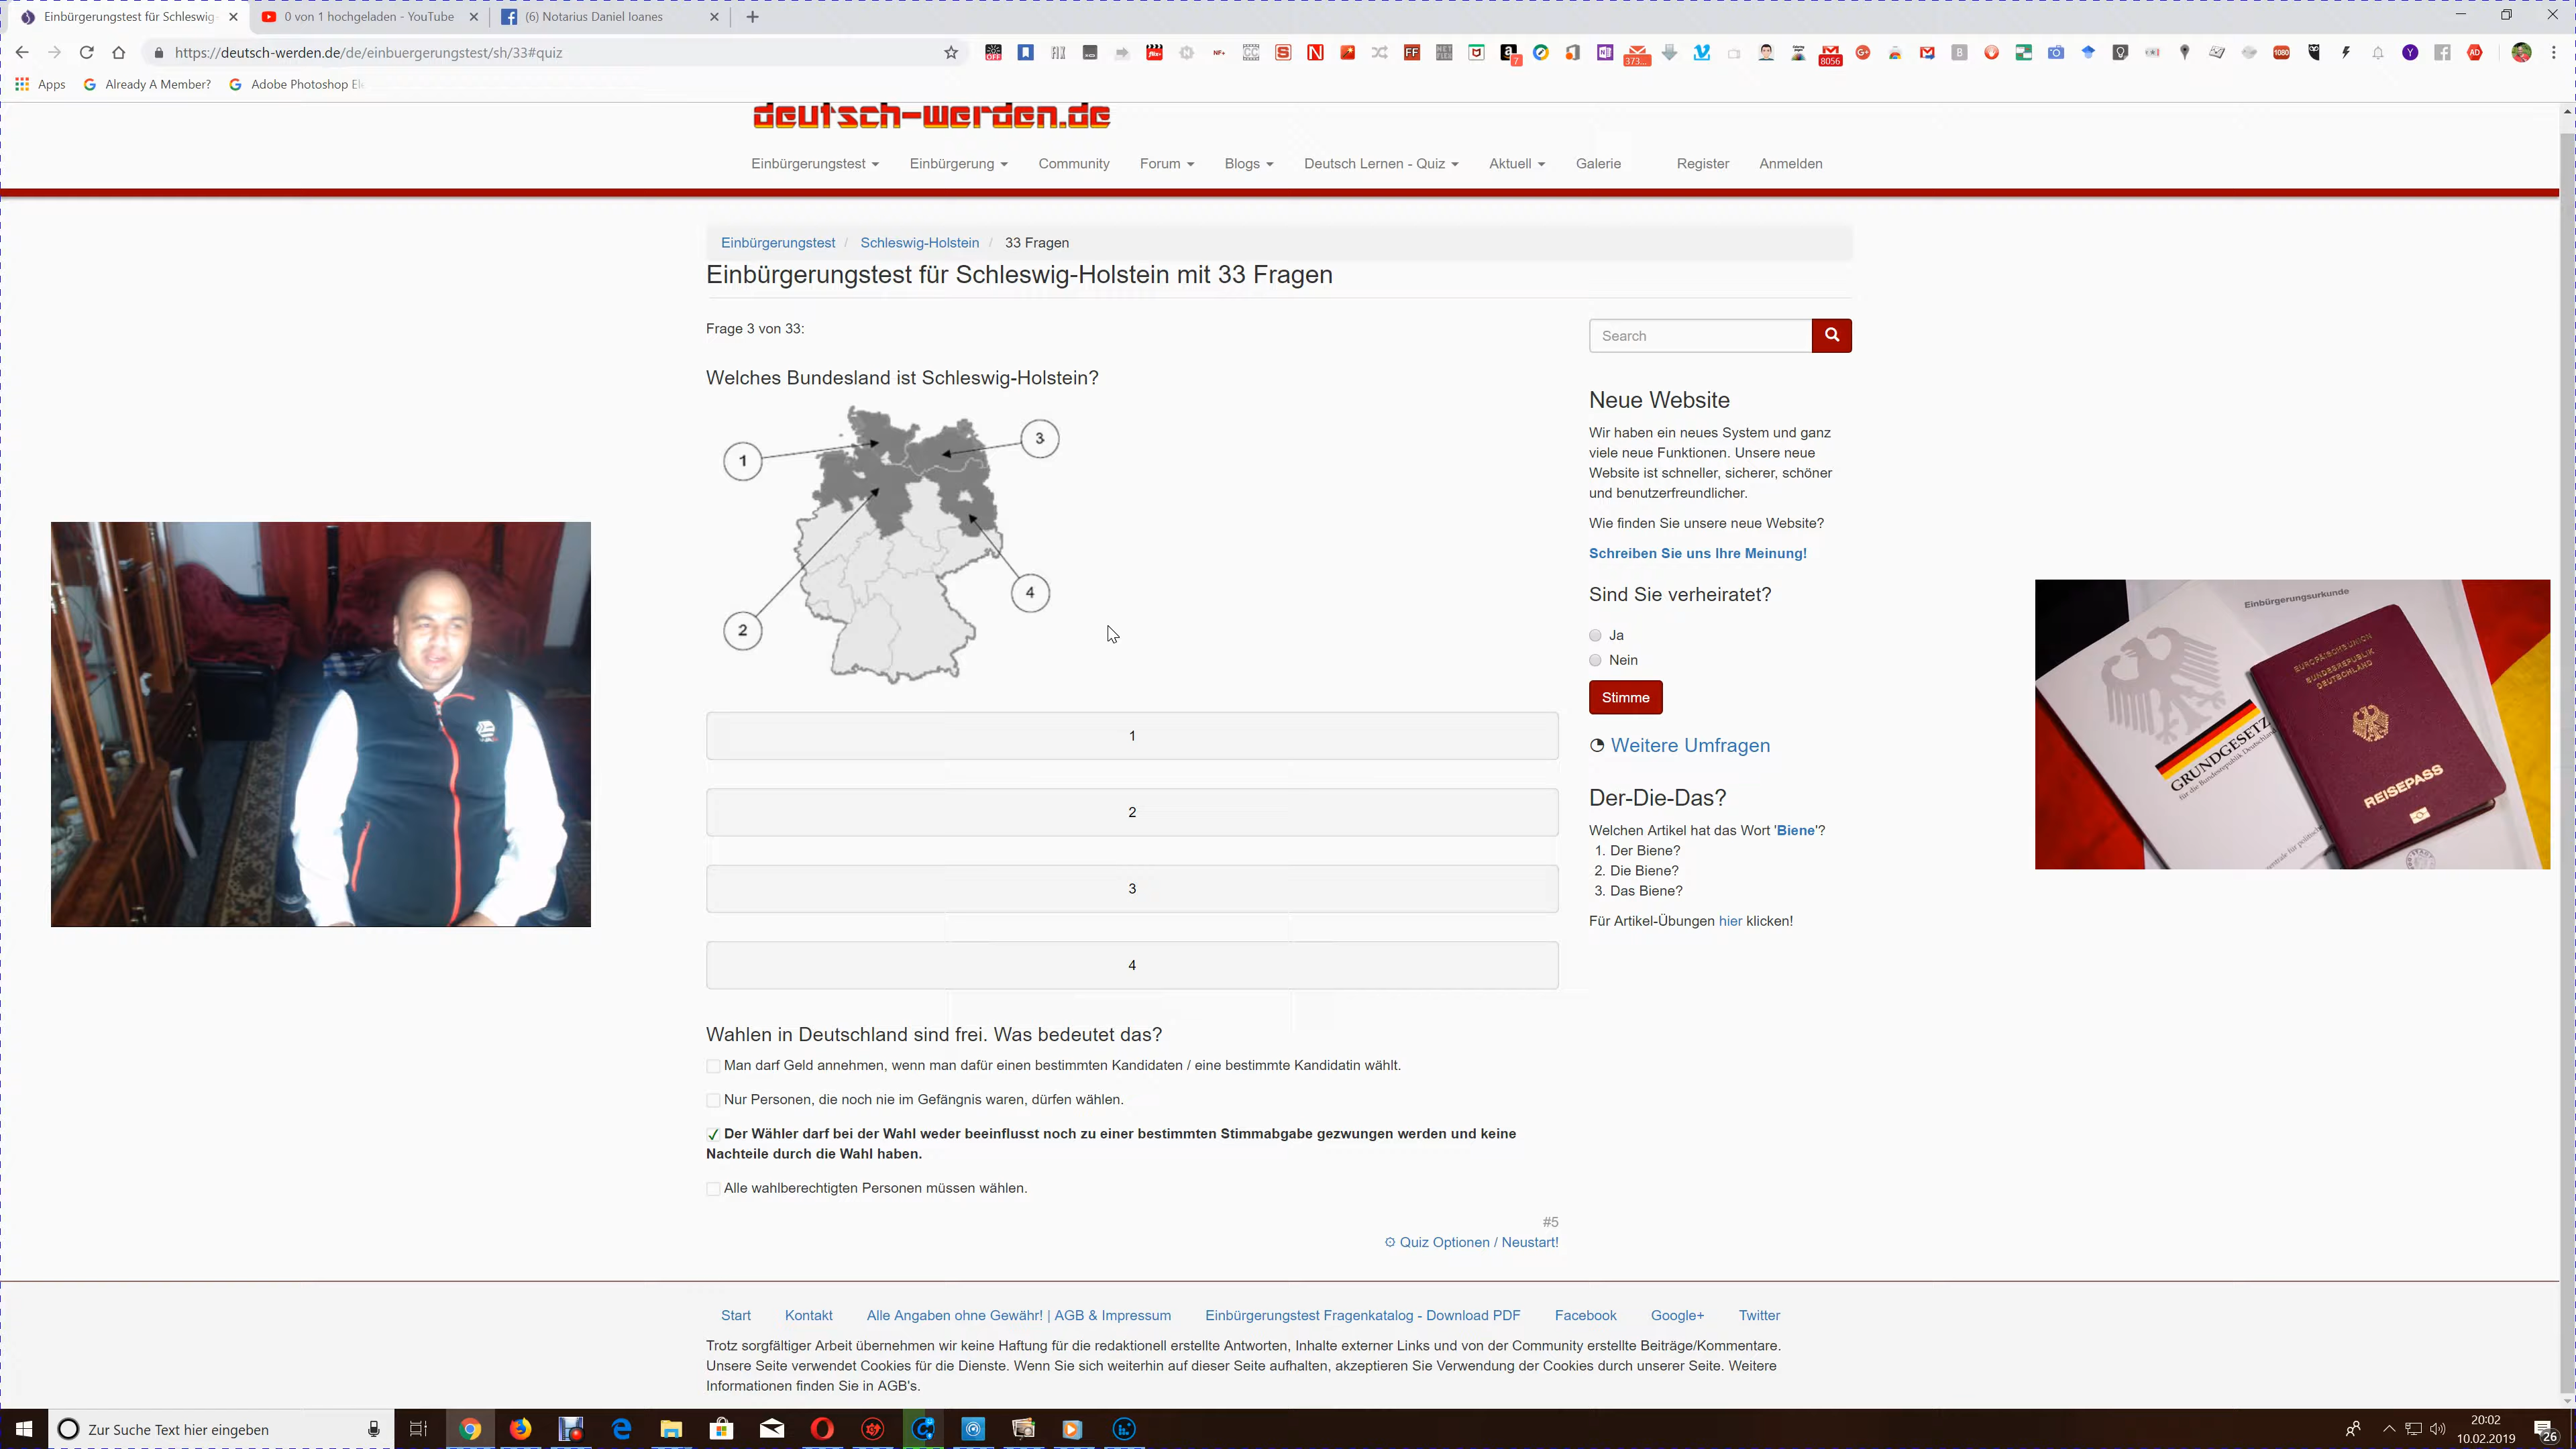 Einbürgerungstest für Schleswig-
0 von 1 hochgeladen - YouTube
(6) Notarius Daniel Ioanes
https://deutsch-werden.de/de/einbuergerungstest/sh/33#quiz
Apps
Already A Member?
Adobe Photoshop Ele
deutsch-werden.de
Einbürgerungstest
Einbürgerung
Community
Forum
Blogs
Deutsch Lernen - Quiz
Aktuell
Galerie
Register
Anmelden
Einbürgerungstest / Schleswig-Holstein / 33 Fragen
Einbürgerungstest für Schleswig-Holstein mit 33 Fragen
Frage 3 von 33:
Welches Bundesland ist Schleswig-Holstein?
1
3
2
4
1
2
3
4
Wahlen in Deutschland sind frei. Was bedeutet das?
Man darf Geld annehmen, wenn man dafür einen bestimmten Kandidaten / eine bestimmte Kandidatin wählt.
Nur Personen, die noch nie im Gefängnis waren, dürfen wählen.
Der Wähler darf bei der Wahl weder beeinflusst noch zu einer bestimmten Stimmabgabe gezwungen werden und keine
Nachteile durch die Wahl haben.
Alle wahlberechtigten Personen müssen wählen.
#5
Quiz Optionen / Neustart!
Search
Neue Website
Wir haben ein neues System und ganz
viele neue Funktionen. Unsere neue
Website ist schneller, sicherer, schöner
und benutzerfreundlicher.
Wie finden Sie unsere neue Website?
Schreiben Sie uns Ihre Meinung!
Sind Sie verheiratet?
Ja
Nein
Stimme
Weitere Umfragen
Der-Die-Das?
Welchen Artikel hat das Wort 'Biene'?
1. Der Biene?
2. Die Biene?
3. Das Biene?
Für Artikel-Übungen hier klicken!
Einbürgerungsurkunde
GRUNDGESETZ
für die Bundesrepublik Deutschland
EUROPÄISCHE UNION
BUNDESREPUBLIK
DEUTSCHLAND
REISEPASS
Start
Kontakt
Alle Angaben ohne Gewähr! | AGB & Impressum
Einbürgerungstest Fragenkatalog - Download PDF
Facebook
Google+
Twitter
Trotz sorgfältiger Arbeit übernehmen wir keine Haftung für die redaktionell erstellte Antworten, Inhalte externer Links und von der Community erstellte Beiträge/Kommentare.
Unsere Seite verwendet Cookies für die Dienste. Wenn Sie sich weiterhin auf dieser Seite aufhalten, akzeptieren Sie Verwendung der Cookies durch unserer Seite. Weitere
Informationen finden Sie in AGB's.
Zur Suche Text hier eingeben
20:02
10.02.2019
26